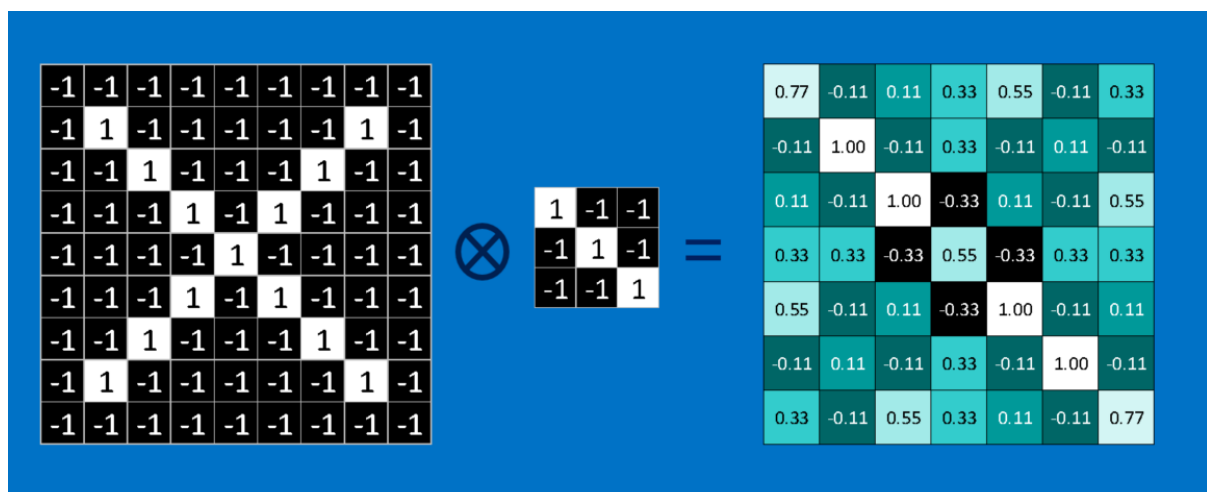 -1 -1 -1 -1 -1 -1 -1 -1 -1
-1 1 -1 -1 -1 -1 -1 1 -1
-1 -1 1 -1 -1 -1 1 -1 -1
-1 -1 -1 1 -1 1 -1 -1 -1
-1 -1 -1 -1 1 -1 -1 -1 -1
-1 -1 -1 1 -1 1 -1 -1 -1
-1 -1 1 -1 -1 -1 1 -1 -1
-1 1 -1 -1 -1 -1 -1 1 -1
-1 -1 -1 -1 -1 -1 -1 -1 -1
⊗
1 -1 -1
-1 1 -1
-1 -1 1
=
0.77 -0.11 0.11 0.33 0.55 -0.11 0.33
-0.11 1.00 -0.11 0.33 -0.11 0.11 -0.11
0.11 -0.11 1.00 -0.33 0.11 -0.11 0.55
0.33 0.33 -0.33 0.55 -0.33 0.33 0.33
0.55 -0.11 0.11 -0.33 1.00 -0.11 0.11
-0.11 0.11 -0.11 0.33 -0.11 1.00 -0.11
0.33 -0.11 0.55 0.33 0.11 -0.11 0.77